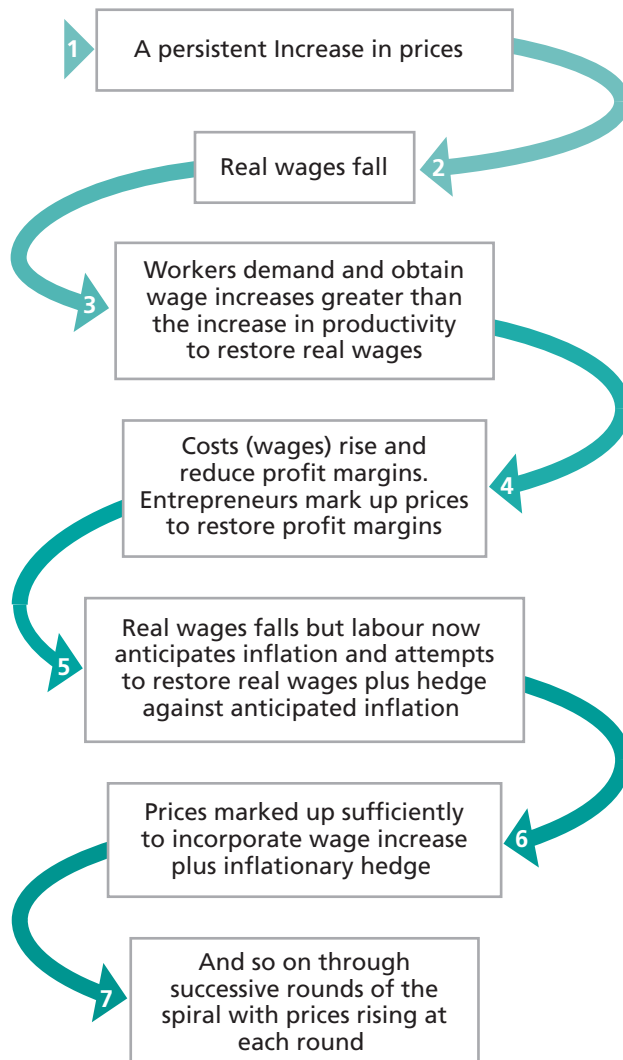 1
A persistent Increase in prices
2
Real wages fall
3
Workers demand and obtain
wage increases greater than
the increase in productivity
to restore real wages
4
Costs (wages) rise and
reduce profit margins.
Entrepreneurs mark up prices
to restore profit margins
5
Real wages falls but labour now
anticipates inflation and attempts
to restore real wages plus hedge
against anticipated inflation
6
Prices marked up sufficiently
to incorporate wage increase
plus inflationary hedge
7
And so on through
successive rounds of the
spiral with prices rising at
each round